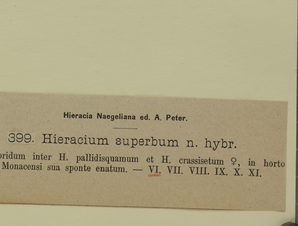 Hieracia Naegeliana ed. A. Peter.
399. Hieracium superbum n. hybr.
bridum inter H. pallidisquamum et H. crassisetum ♀, in horto
Monacensi sua sponte enatum. — VI. VII. VIII. IX. X. XI.